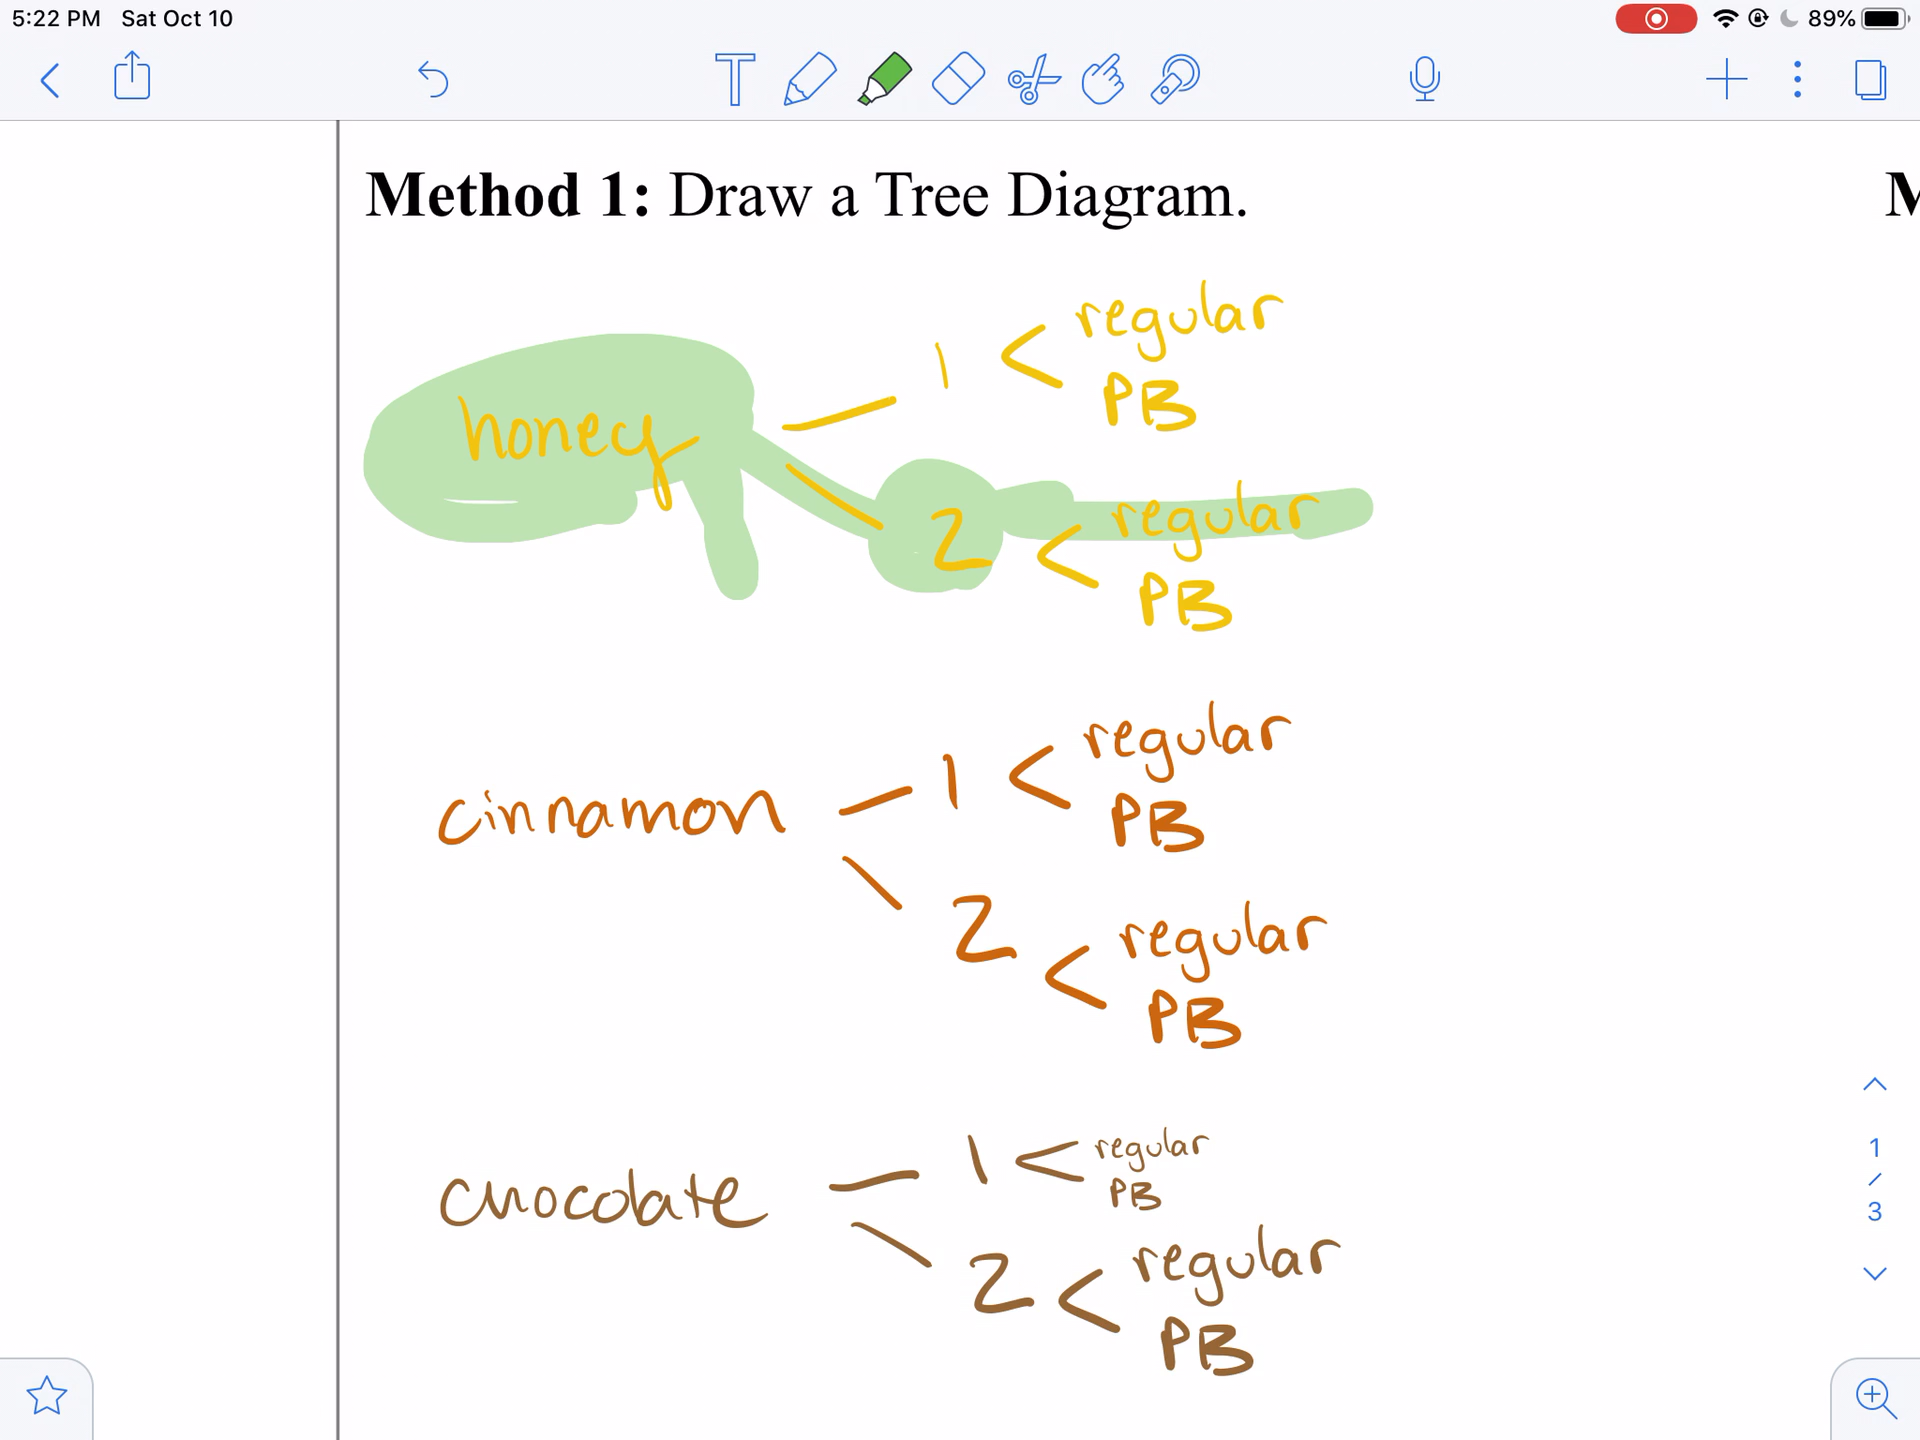 5:22 PM Sat Oct 10
89%
Method 1: Draw a Tree Diagram.
M
honey
1 < regular
PB
2 < regular
PB
cinnamon
1 < regular
PB
2 < regular
PB
chocolate
1 < regular
PB
2 < regular
PB
T
1
/
3